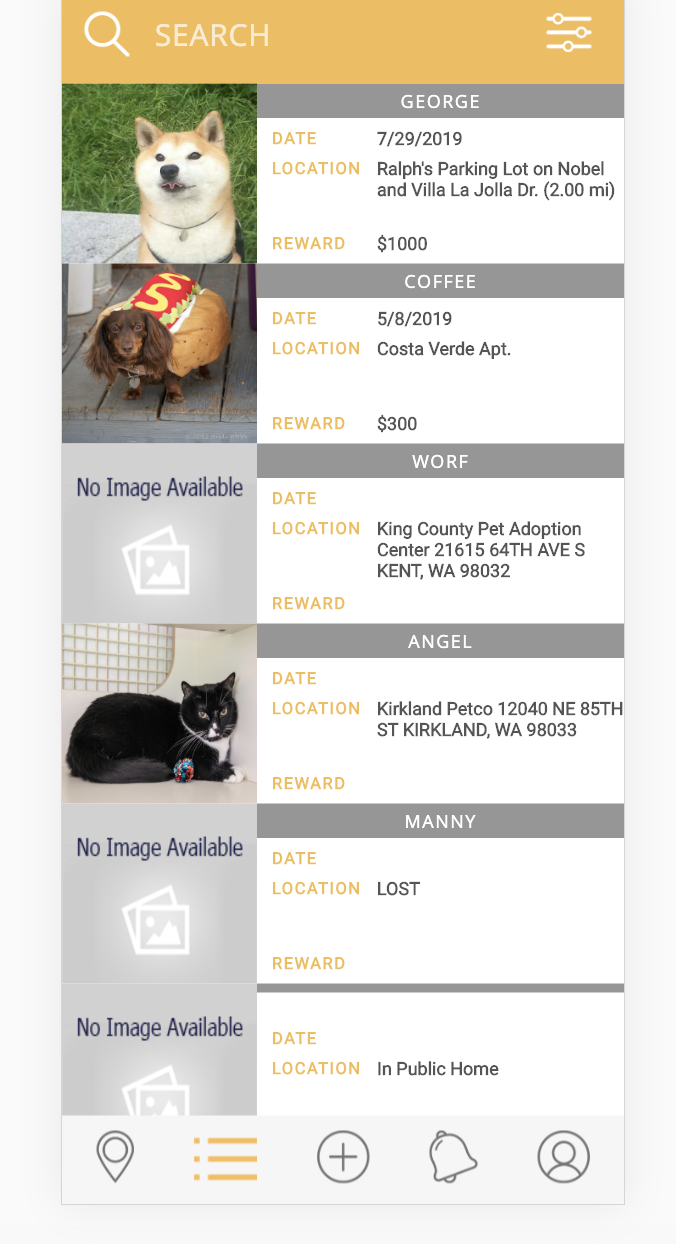 SEARCH
GEORGE
DATE 7/29/2019
LOCATION Ralph's Parking Lot on Nobel
and Villa La Jolla Dr. (2.00 mi)
REWARD $1000
COFFEE
DATE 5/8/2019
LOCATION Costa Verde Apt.
REWARD $300
No Image Available
WORF
DATE
LOCATION King County Pet Adoption
Center 21615 64TH AVE S
KENT, WA 98032
REWARD
ANGEL
DATE
LOCATION Kirkland Petco 12040 NE 85TH
ST KIRKLAND, WA 98033
REWARD
No Image Available
MANNY
DATE
LOCATION LOST
REWARD
No Image Available
DATE
LOCATION In Public Home